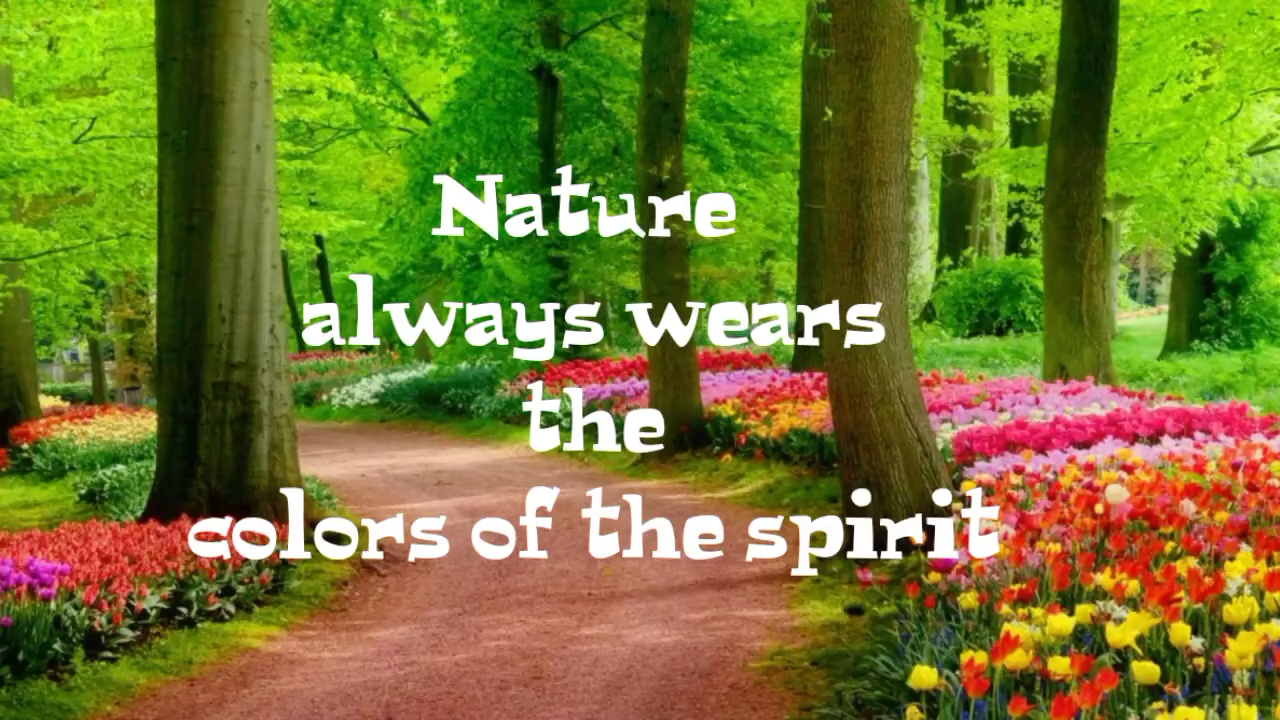 Nature
always wears
the
colors of the spirit